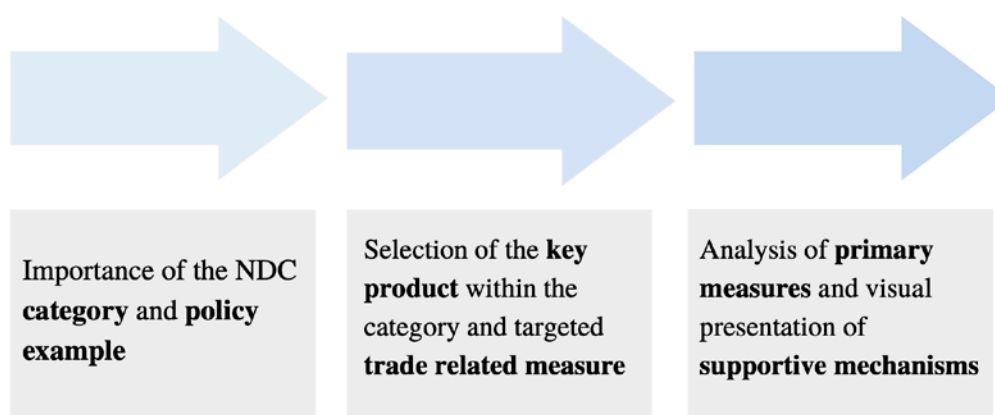 Importance of the NDC
category and policy
example
Selection of the key
product within the
category and targeted
trade related measure
Analysis of primary
measures and visual
presentation of
supportive mechanisms